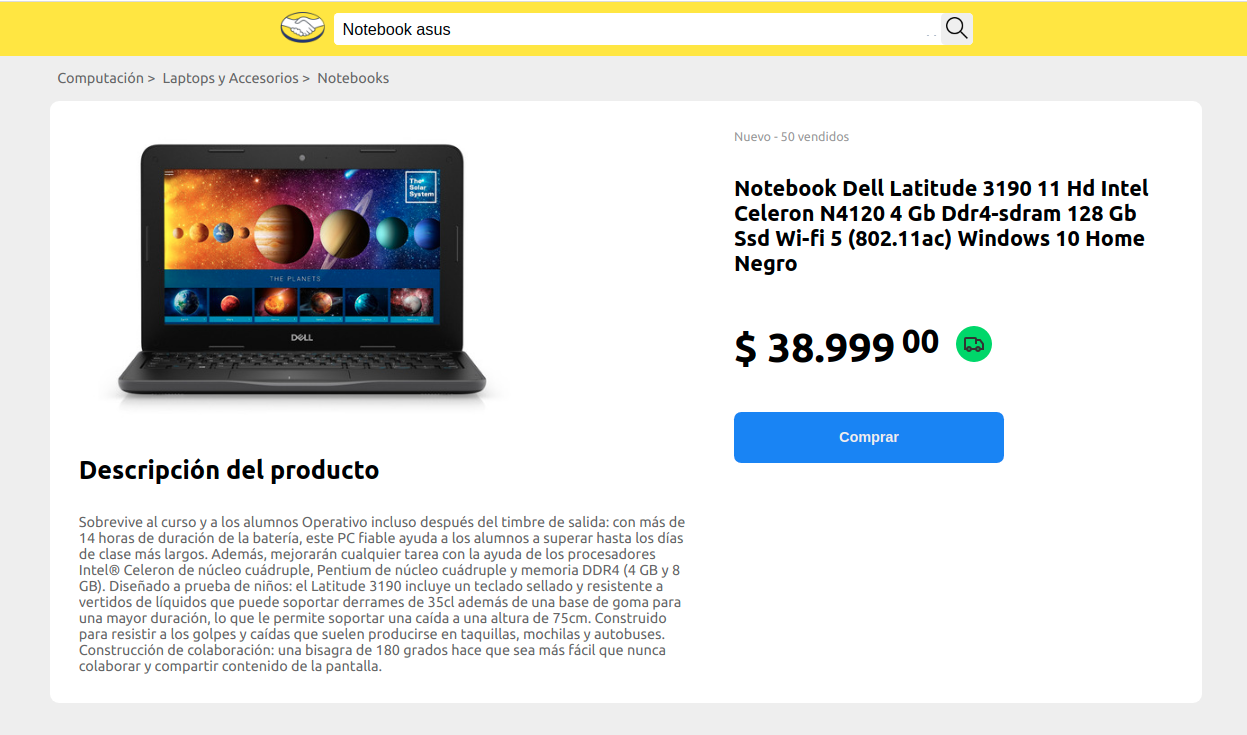 Notebook asus
Computación > Laptops y Accesorios > Notebooks
The
Solar
System
THE PLANETS
DELL
Nuevo - 50 vendidos
Notebook Dell Latitude 3190 11 Hd Intel
Celeron N4120 4 Gb Ddr4-sdram 128 Gb
Ssd Wi-fi 5 (802.11ac) Windows 10 Home
Negro
$ 38.999 00
Comprar
Descripción del producto
Sobrevive al curso y a los alumnos Operativo incluso después del timbre de salida: con más de
14 horas de duración de la batería, este PC fiable ayuda a los alumnos a superar hasta los días
de clase más largos. Además, mejorarán cualquier tarea con la ayuda de los procesadores
Intel® Celeron de núcleo cuádruple, Pentium de núcleo cuádruple y memoria DDR4 (4 GB y 8
GB). Diseñado a prueba de niños: el Latitude 3190 incluye un teclado sellado y resistente a
vertidos de líquidos que puede soportar derrames de 35cl además de una base de goma para
una mayor duración, lo que le permite soportar una caída a una altura de 75cm. Construido
para resistir a los golpes y caídas que suelen producirse en taquillas, mochilas y autobuses.
Construcción de colaboración: una bisagra de 180 grados hace que sea más fácil que nunca
colaborar y compartir contenido de la pantalla.